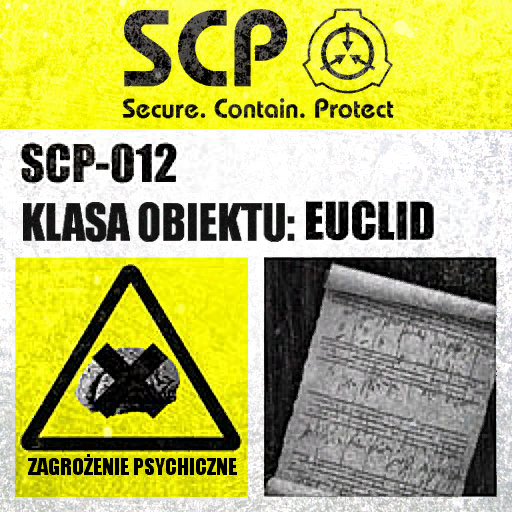 SCP
Secure. Contain. Protect
SCP-012
KLASA OBIEKTU: EUCLID
ZAGROŻENIE PSYCHICZNE